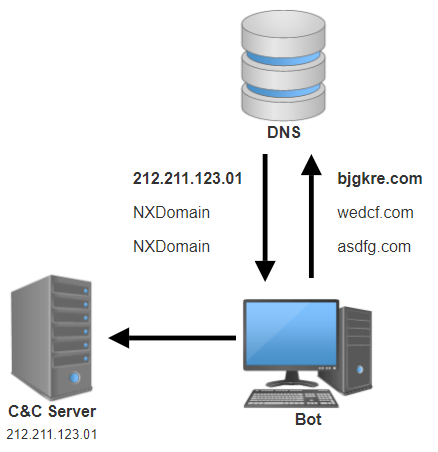 DNS
212.211.123.01 bjgkre.com
NXDomain wedcf.com
NXDomain asdfg.com
C&C Server
212.211.123.01
Bot